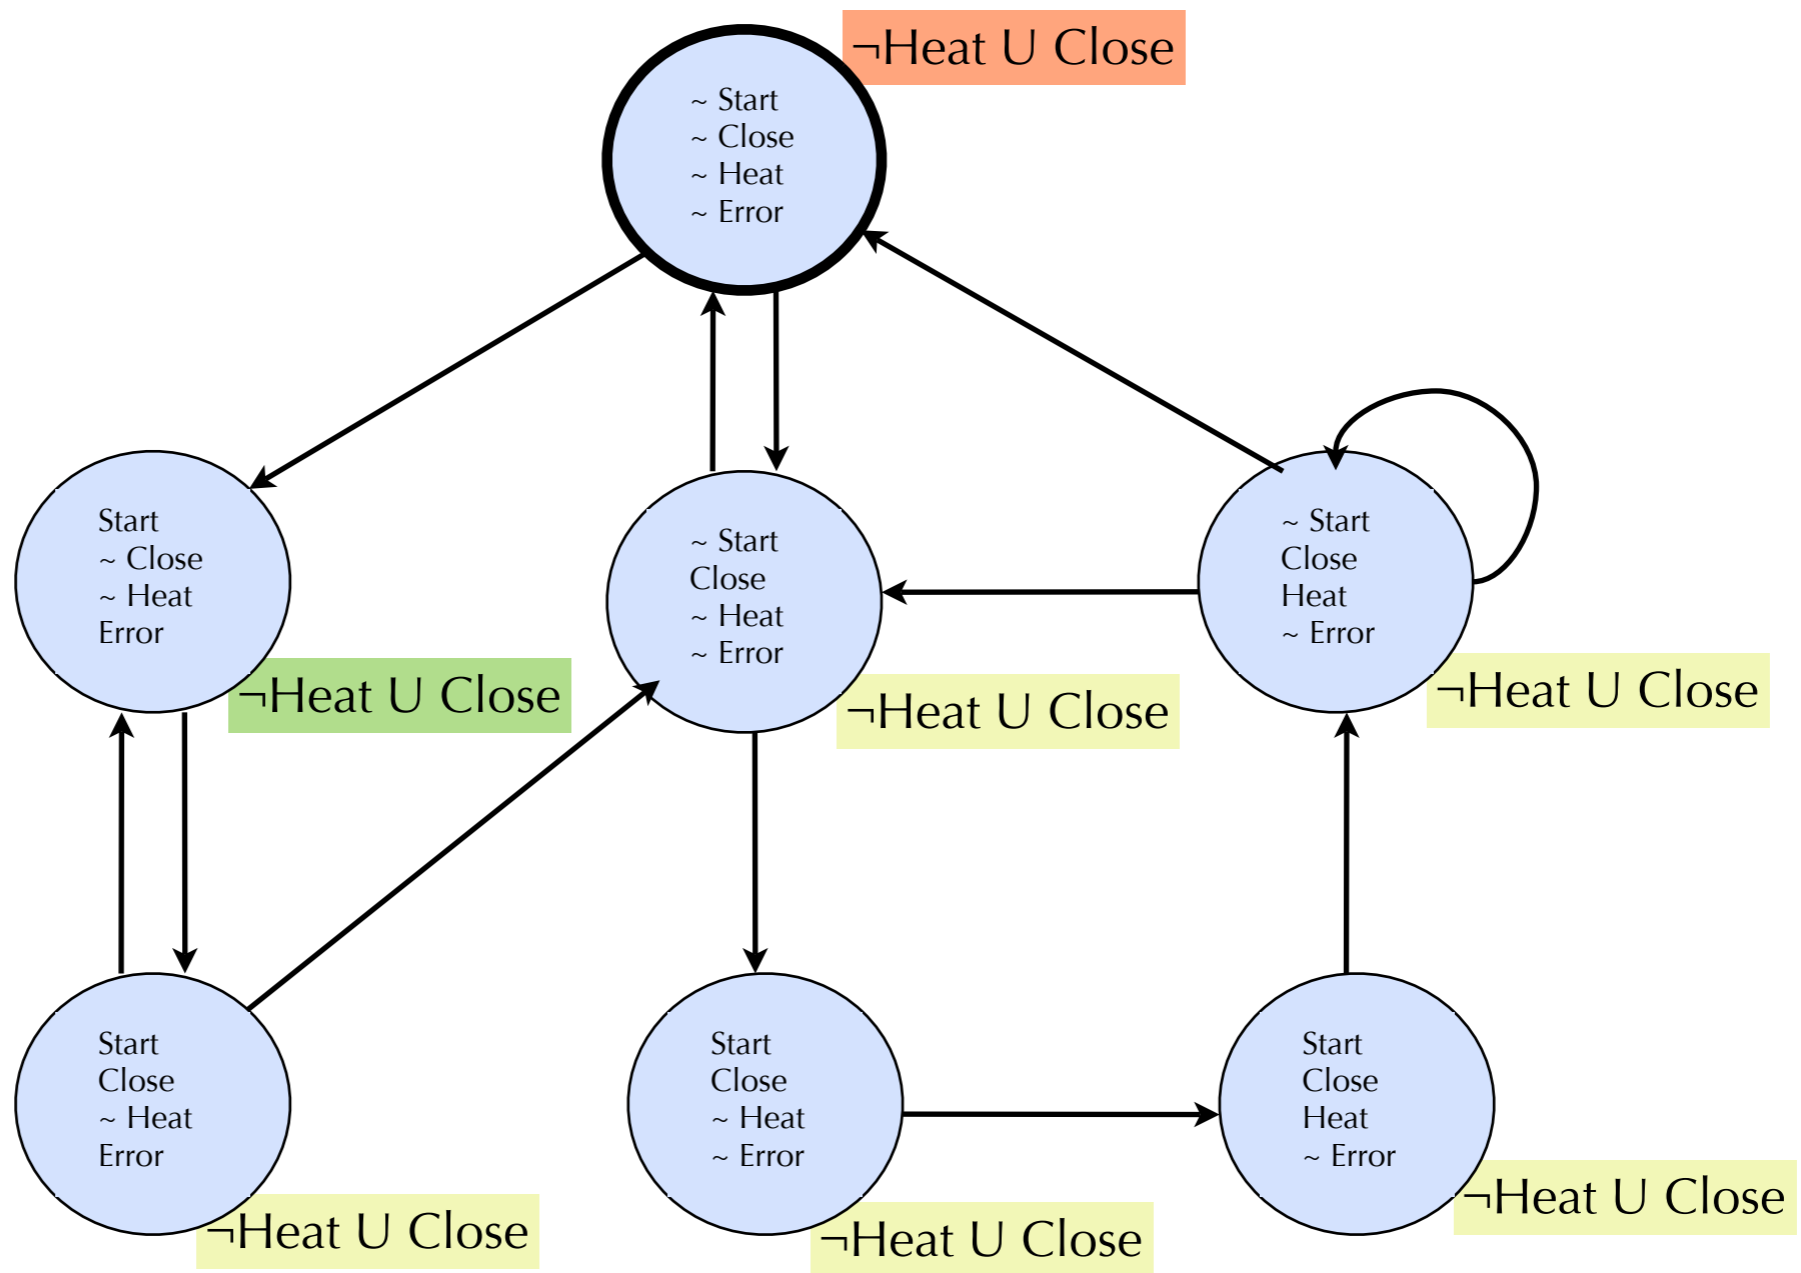 ¬Heat U Close
~ Start
~ Close
~ Heat
~ Error
Start
~ Close
~ Heat
Error
¬Heat U Close
~ Start
Close
~ Heat
~ Error
¬Heat U Close
~ Start
Close
Heat
~ Error
¬Heat U Close
Start
Close
~ Heat
Error
¬Heat U Close
Start
Close
~ Heat
~ Error
¬Heat U Close
Start
Close
Heat
~ Error
¬Heat U Close